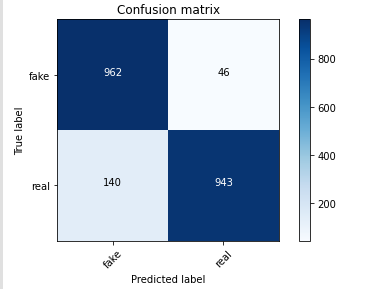 Confusion matrix
fake
962
46
real
140
943
fake
real
True label
Predicted label
800
600
400
200